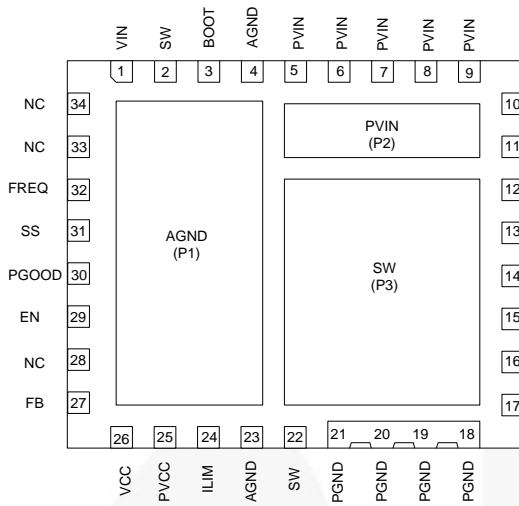 VIN SW BOOT AGND PVIN PVIN PVIN PVIN PVIN
1 2 3 4 5 6 7 8 9
NC 34
NC 33
FREQ 32
SS 31
PGOOD 30
EN 29
NC 28
FB 27
AGND
(P1)
PVIN
(P2)
SW
(P3)
10
11
12
13
14
15
16
17
26 25 24 23 22 21 20 19 18
VCC PVCC ILIM AGND SW PGND PGND PGND PGND